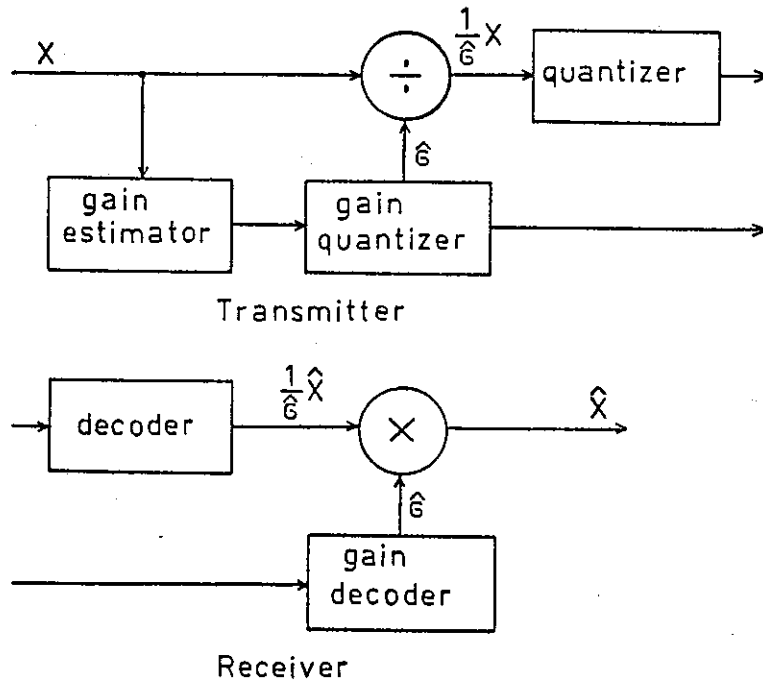 X
÷
1/Ĝ X
quantizer
Ĝ
gain
estimator
gain
quantizer
Transmitter
decoder
1/Ĝ X̂
×
X̂
Ĝ
gain
decoder
Receiver